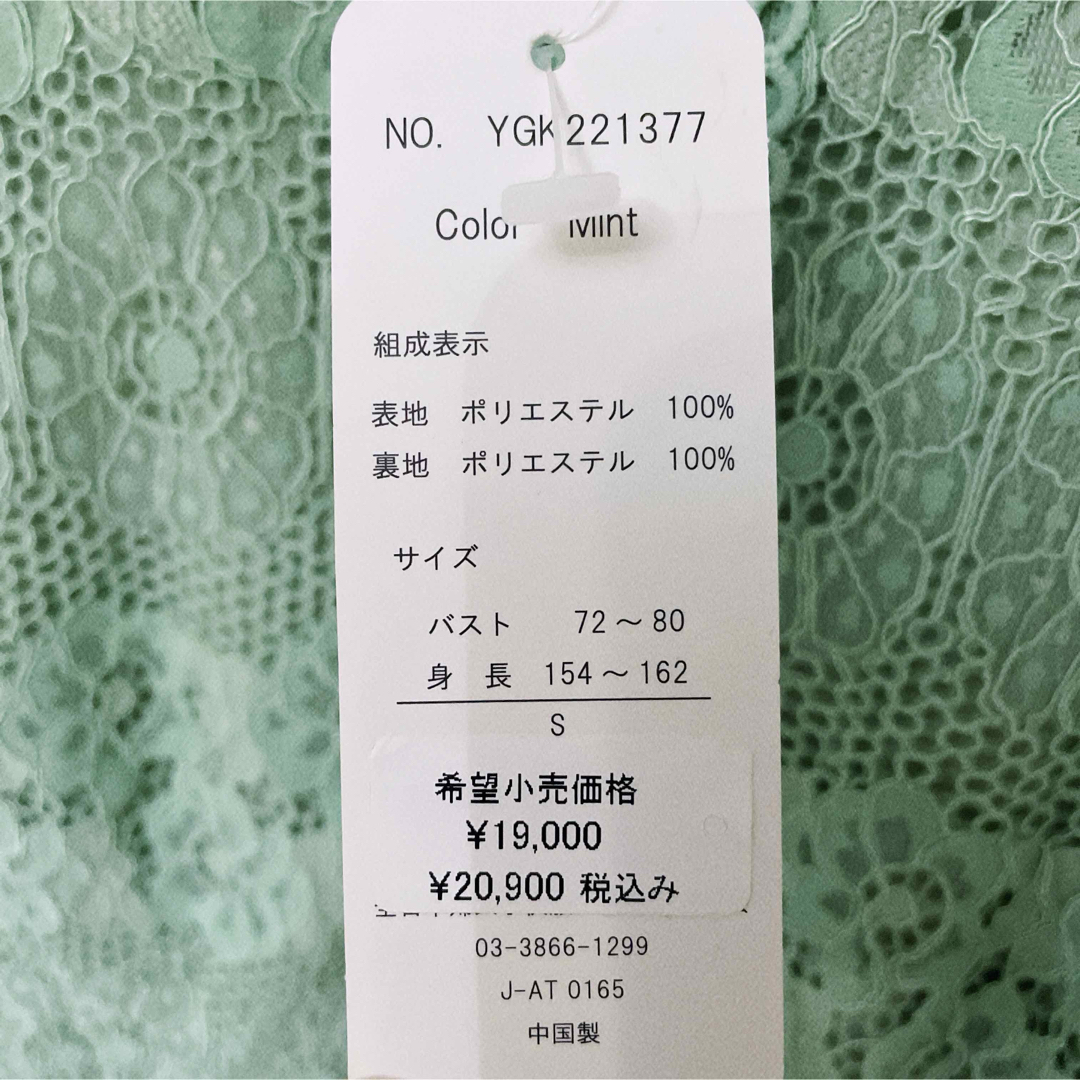 NO. YGK221377
Color Mint
組成表示
表地 ポリエステル 100%
裏地 ポリエステル 100%
サイズ
バスト 72～80
身 長 154～162
S
希望小売価格
¥19,000
¥20,900 税込み
03-3866-1299
J-AT 0165
中国製